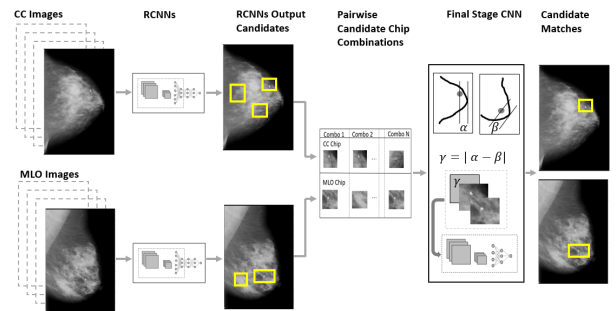 CC Images
RCNNs
RCNNs Output
Candidates
Pairwise
Candidate Chip
Combinations
Final Stage CNN
Candidate
Matches
MLO Images
Combo 1 Combo 2 Combo N
CC Chip
...
MLO Chip
...
α
β
γ = | α − β |
γ